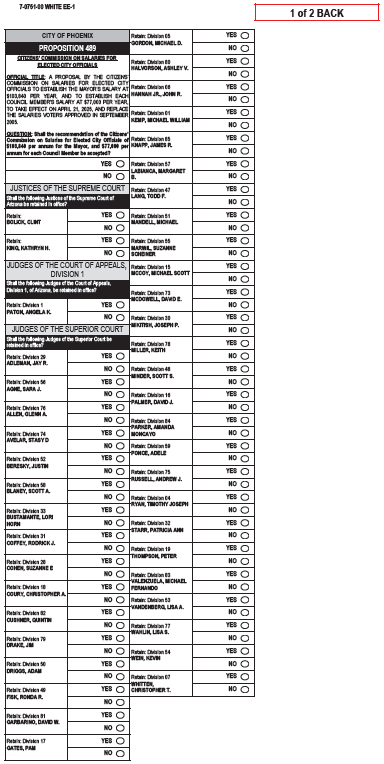 7-0751-00 WHITE EE-1
1 of 2 BACK
CITY OF PHOENIX
PROPOSITION 489
CITIZENS' COMMISSION ON SALARIES FOR
ELECTED CITY OFFICIALS
OFFICIAL TITLE: A PROPOSAL BY THE CITIZENS'
COMMISSION ON SALARIES FOR ELECTED CITY
OFFICIALS TO ESTABLISH THE MAYOR'S SALARY AT
$103,840 PER YEAR, AND TO ESTABLISH EACH
COUNCIL MEMBER'S SALARY AT $77,000 PER YEAR,
TO TAKE EFFECT ON APRIL 21, 2025, AND REPLACE
THE SALARIES VOTERS APPROVED IN SEPTEMBER
2005.
QUESTION: Shall the recommendation of the Citizens'
Commission on Salaries for Elected City Officials of
$103,840 per annum for the Mayor, and $77,000 per
annum for each Council Member be accepted?
YES
NO
JUSTICES OF THE SUPREME COURT
Shall the following Justices of the Supreme Court of
Arizona be retained in office?
Retain:
BOLICK, CLINT
YES
NO
Retain:
KING, KATHRYN H.
YES
NO
JUDGES OF THE COURT OF APPEALS,
DIVISION 1
Shall the following Judges of the Court of Appeals,
Division 1, of Arizona, be retained in office?
Retain: Division 1
PATON, ANGELA K.
YES
NO
JUDGES OF THE SUPERIOR COURT
Shall the following Judges of the Superior Court be
retained in office?
Retain: Division 29
ADLEMAN, JAY R.
YES
NO
Retain: Division 56
AGNE, SARA J.
YES
NO
Retain: Division 76
ALLEN, GLENN A.
YES
NO
Retain: Division 74
AVELAR, STASY D
YES
NO
Retain: Division 52
BERESKY, JUSTIN
YES
NO
Retain: Division 58
BLANEY, SCOTT A.
YES
NO
Retain: Division 33
BUSTAMANTE, LORI
HORN
YES
NO
Retain: Division 31
COFFEY, RODRICK J.
YES
NO
Retain: Division 28
COHEN, SUZANNE E
YES
NO
Retain: Division 18
COURY, CHRISTOPHER A.
YES
NO
Retain: Division 82
CUSHNER, QUINTIN
YES
NO
Retain: Division 79
DRAKE, JIM
YES
NO
Retain: Division 50
DRIGGS, ADAM
YES
NO
Retain: Division 49
FISK, RONDA R.
YES
NO
Retain: Division 61
GARBARINO, DAVID W.
YES
NO
Retain: Division 17
GATES, PAM
YES
NO
Retain: Division 05
GORDON, MICHAEL D.
YES
NO
Retain: Division 80
HALVORSON, ASHLEY V.
YES
NO
Retain: Division 08
HANNAH JR., JOHN R.
YES
NO
Retain: Division 01
KEMP, MICHAEL WILLIAM
YES
NO
Retain: Division 65
KNAPP, JAMES R.
YES
NO
Retain: Division 57
LABIANCA, MARGARET
B.
YES
NO
Retain: Division 47
LANG, TODD F.
YES
NO
Retain: Division 51
MANDELL, MICHAEL
YES
NO
Retain: Division 55
MARWIL, SUZANNE
SCHEINER
YES
NO
Retain: Division 15
MCCOY, MICHAEL SCOTT
YES
NO
Retain: Division 73
MCDOWELL, DAVID E.
YES
NO
Retain: Division 30
MIKITISH, JOSEPH P.
YES
NO
Retain: Division 78
MILLER, KEITH
YES
NO
Retain: Division 46
MINDER, SCOTT S.
YES
NO
Retain: Division 16
PALMER, DAVID J.
YES
NO
Retain: Division 84
PARKER, AMANDA
MONCAYO
YES
NO
Retain: Division 59
PONCE, ADELE
YES
NO
Retain: Division 75
RUSSELL, ANDREW J.
YES
NO
Retain: Division 04
RYAN, TIMOTHY JOSEPH
YES
NO
Retain: Division 32
STARR, PATRICIA ANN
YES
NO
Retain: Division 19
THOMPSON, PETER
YES
NO
Retain: Division 83
VALENZUELA, MICHAEL
FERNANDO
YES
NO
Retain: Division 53
VANDENBERG, LISA A.
YES
NO
Retain: Division 77
WAHLIN, LISA S.
YES
NO
Retain: Division 54
WEIN, KEVIN
YES
NO
Retain: Division 07
WHITTEN,
CHRISTOPHER T.
YES
NO